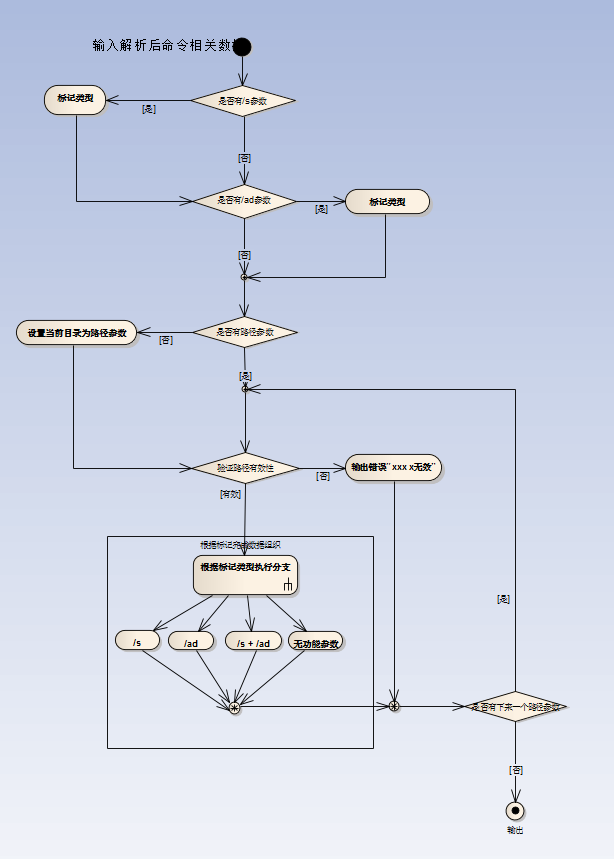 输入解析后命令相关数
标记类型
是否有/s参数
[是]
[否]
是否有/ad参数
标记类型
[是]
[否]
设置当前目录为路径参数
是否有路径参数
[否]
[是]
验证路径有效性
输出错误“xxx x无效”
[否]
[有效]
根据标记完成数据组织
根据标记类型执行分支
[是]
/s
/ad
/s + /ad
无功能参数
是否有下来一个路径参数
[否]
输出